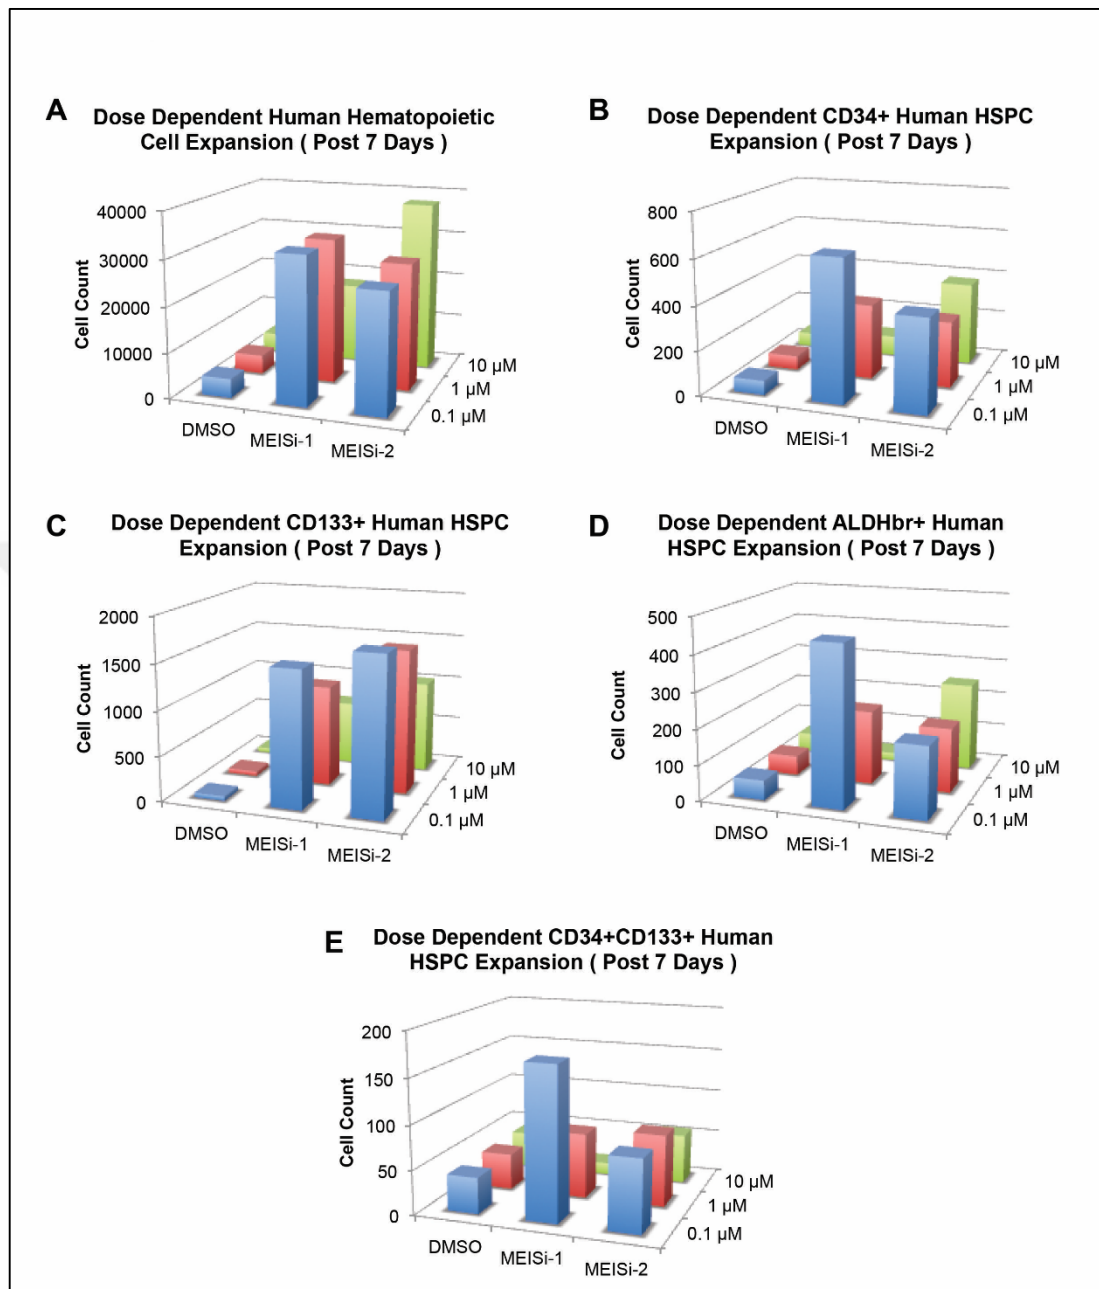 A
Dose Dependent Human Hematopoietic
Cell Expansion ( Post 7 Days )
Cell Count
40000
30000
20000
10000
0
DMSO
MEISi-1
MEISi-2
10 µM
1 µM
0.1 µM
B
Dose Dependent CD34+ Human HSPC
Expansion ( Post 7 Days )
Cell Count
800
600
400
200
0
DMSO
MEISi-1
MEISi-2
10 µM
1 µM
0.1 µM
C
Dose Dependent CD133+ Human HSPC
Expansion ( Post 7 Days )
Cell Count
2000
1500
1000
500
0
DMSO
MEISi-1
MEISi-2
10 µM
1 µM
0.1 µM
D
Dose Dependent ALDHbr+ Human
HSPC Expansion ( Post 7 Days )
Cell Count
500
400
300
200
100
0
DMSO
MEISi-1
MEISi-2
10 µM
1 µM
0.1 µM
E
Dose Dependent CD34+CD133+ Human
HSPC Expansion ( Post 7 Days )
Cell Count
200
150
100
50
0
DMSO
MEISi-1
MEISi-2
10 µM
1 µM
0.1 µM